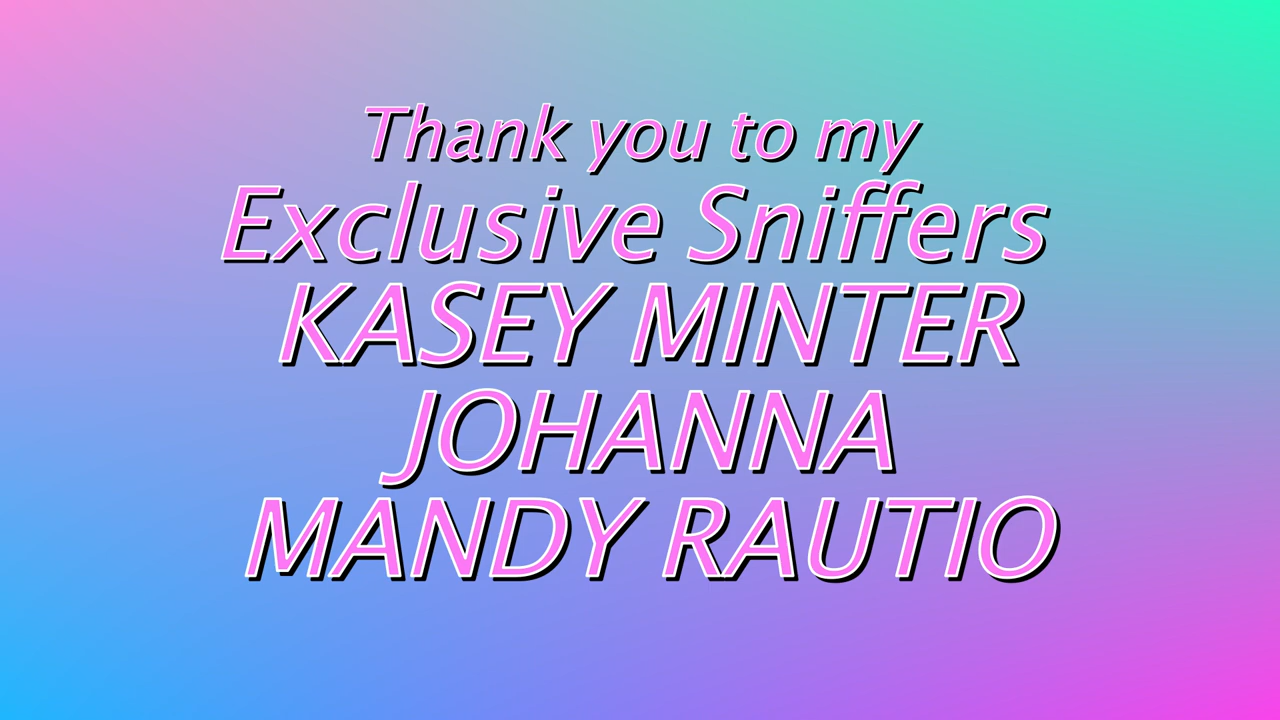 Thank you to my
Exclusive Sniffers
KASEY MINTER
JOHANNA
MANDY RAUTIO